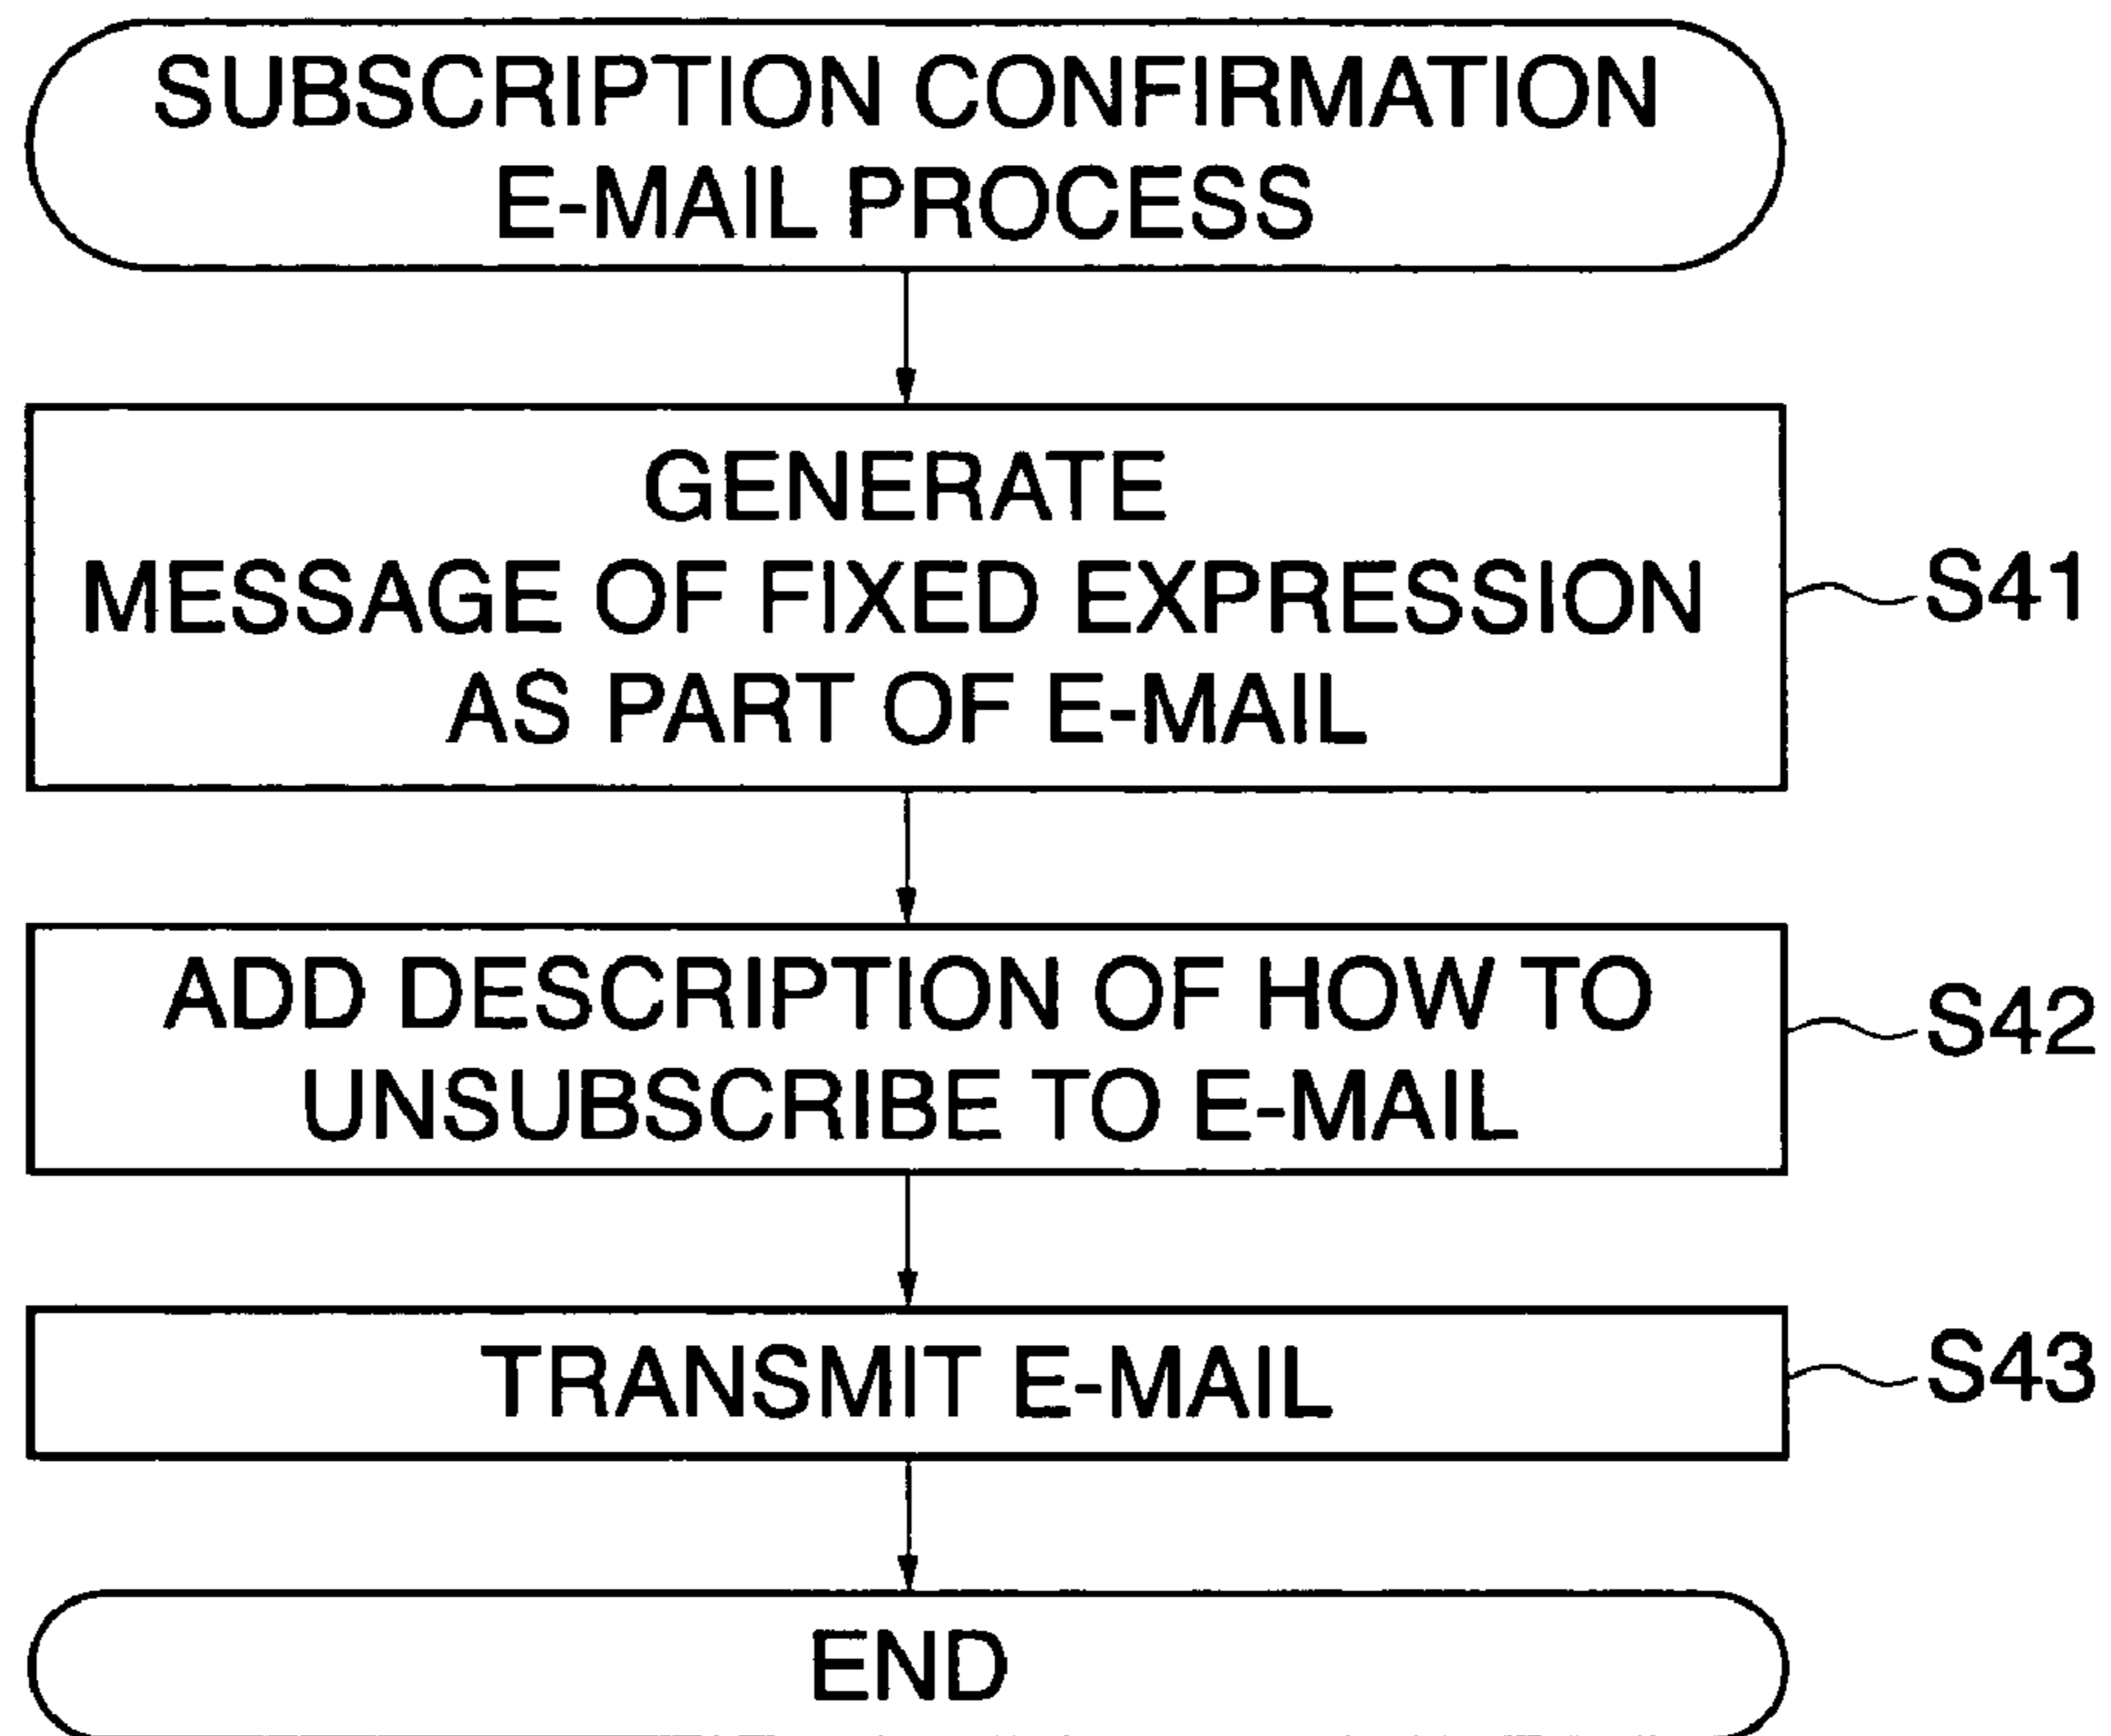 SUBSCRIPTION CONFIRMATION
E-MAIL PROCESS
GENERATE
MESSAGE OF FIXED EXPRESSION
AS PART OF E-MAIL
S41
ADD DESCRIPTION OF HOW TO
UNSUBSCRIBE TO E-MAIL
S42
TRANSMIT E-MAIL
S43
END